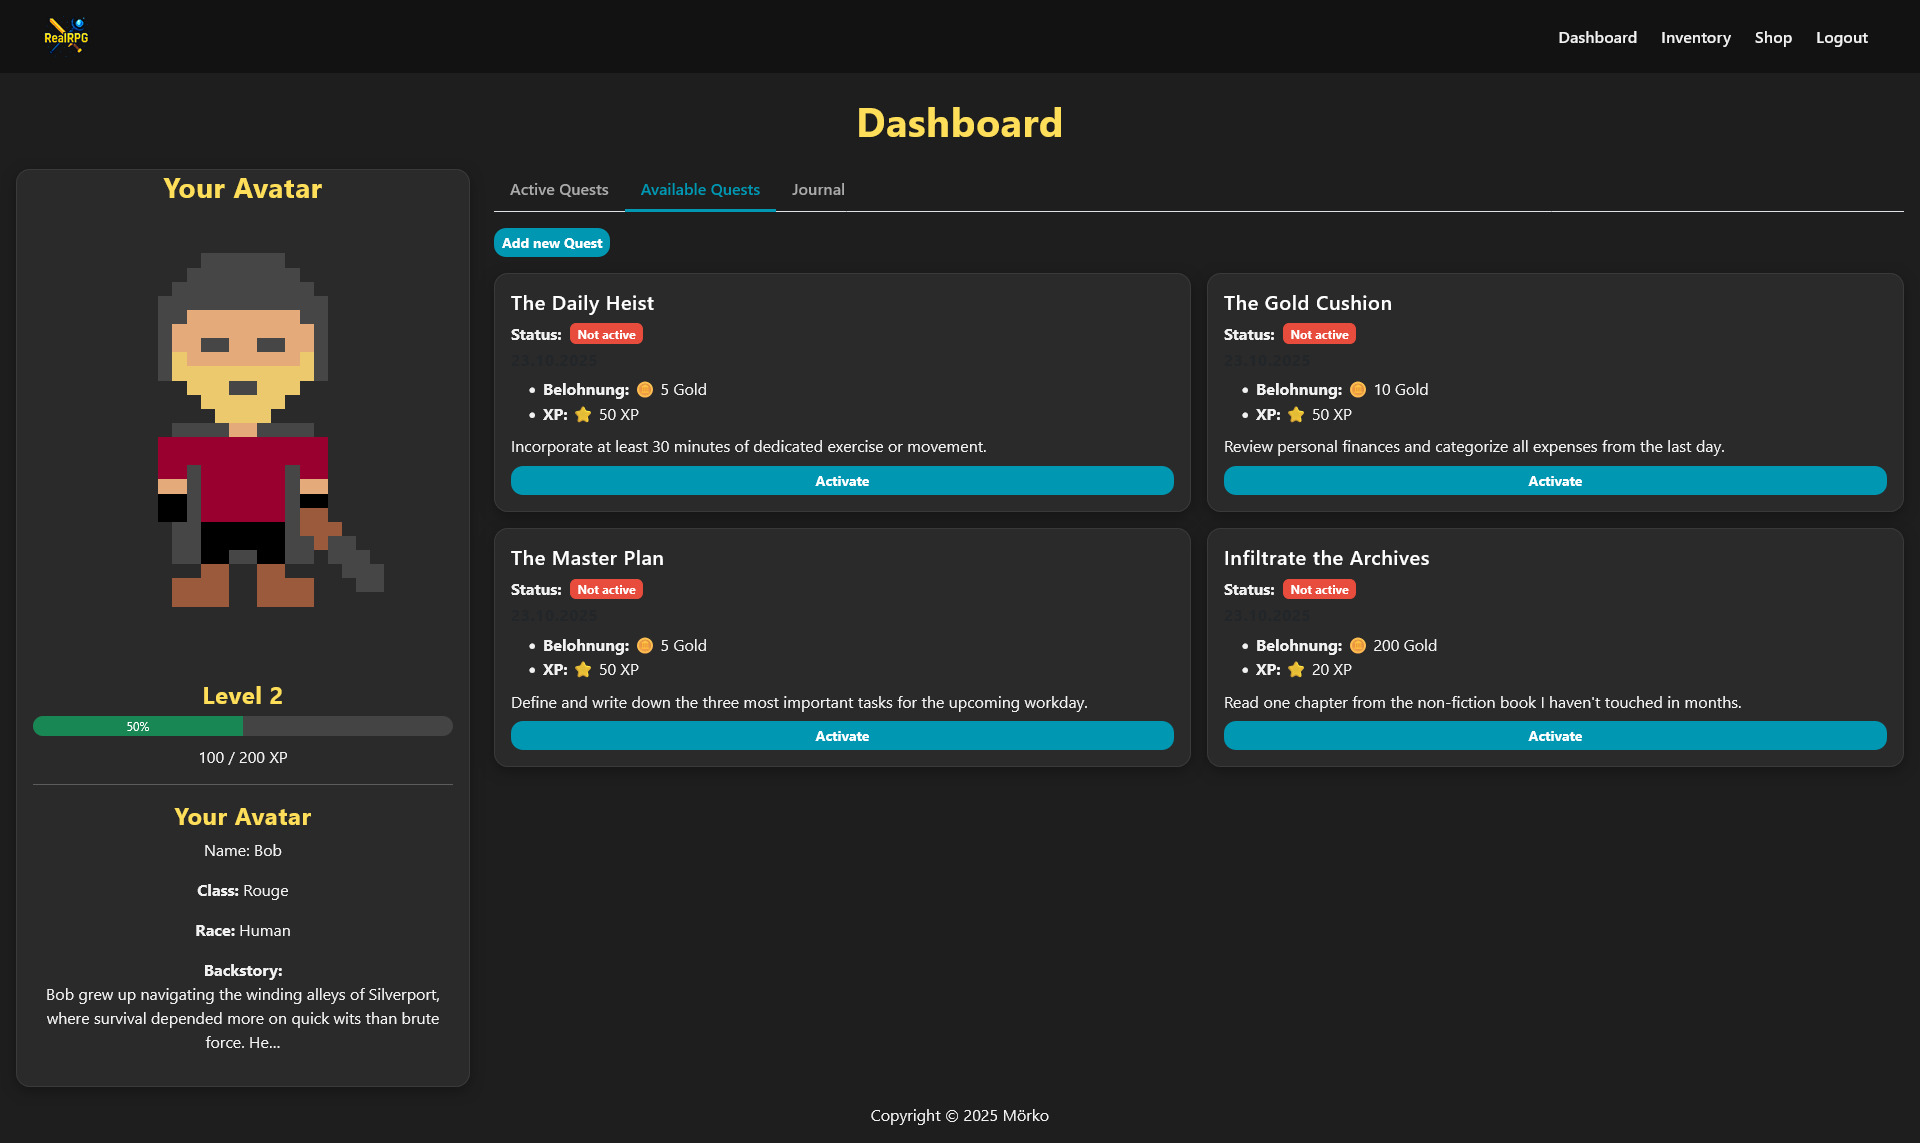 RealRPG
Dashboard Inventory Shop Logout
Dashboard
Your Avatar
Level 2
50%
100 / 200 XP
Your Avatar
Name: Bob
Class: Rouge
Race: Human
Backstory:
Bob grew up navigating the winding alleys of Silverport,
where survival depended more on quick wits than brute
force. He...
Active Quests Available Quests Journal
Add new Quest
The Daily Heist
Status: Not active
23.10.2025
Belohnung: 5 Gold
XP: 50 XP
Incorporate at least 30 minutes of dedicated exercise or movement.
Activate
The Gold Cushion
Status: Not active
23.10.2025
Belohnung: 10 Gold
XP: 50 XP
Review personal finances and categorize all expenses from the last day.
Activate
The Master Plan
Status: Not active
23.10.2025
Belohnung: 5 Gold
XP: 50 XP
Define and write down the three most important tasks for the upcoming workday.
Activate
Infiltrate the Archives
Status: Not active
23.10.2025
Belohnung: 200 Gold
XP: 20 XP
Read one chapter from the non-fiction book I haven't touched in months.
Activate
Copyright © 2025 Mörko